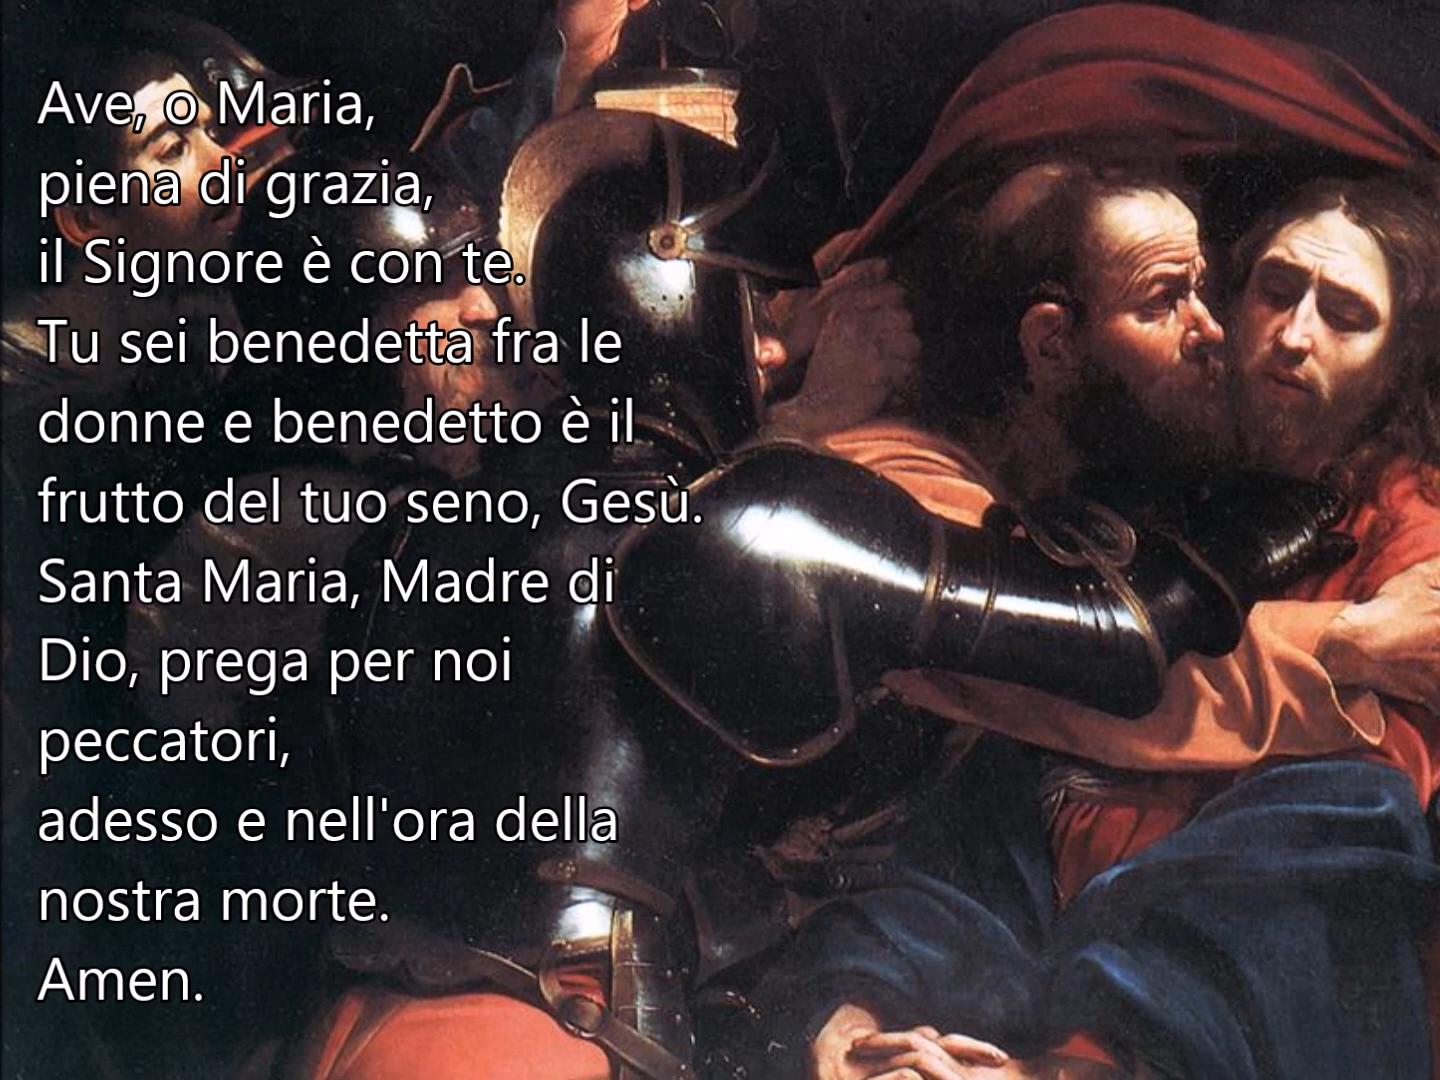 Ave, o Maria,
piena di grazia,
il Signore è con te.
Tu sei benedetta fra le
donne e benedetto è il
frutto del tuo seno, Gesù.
Santa Maria, Madre di
Dio, prega per noi
peccatori,
adesso e nell'ora della
nostra morte.
Amen.